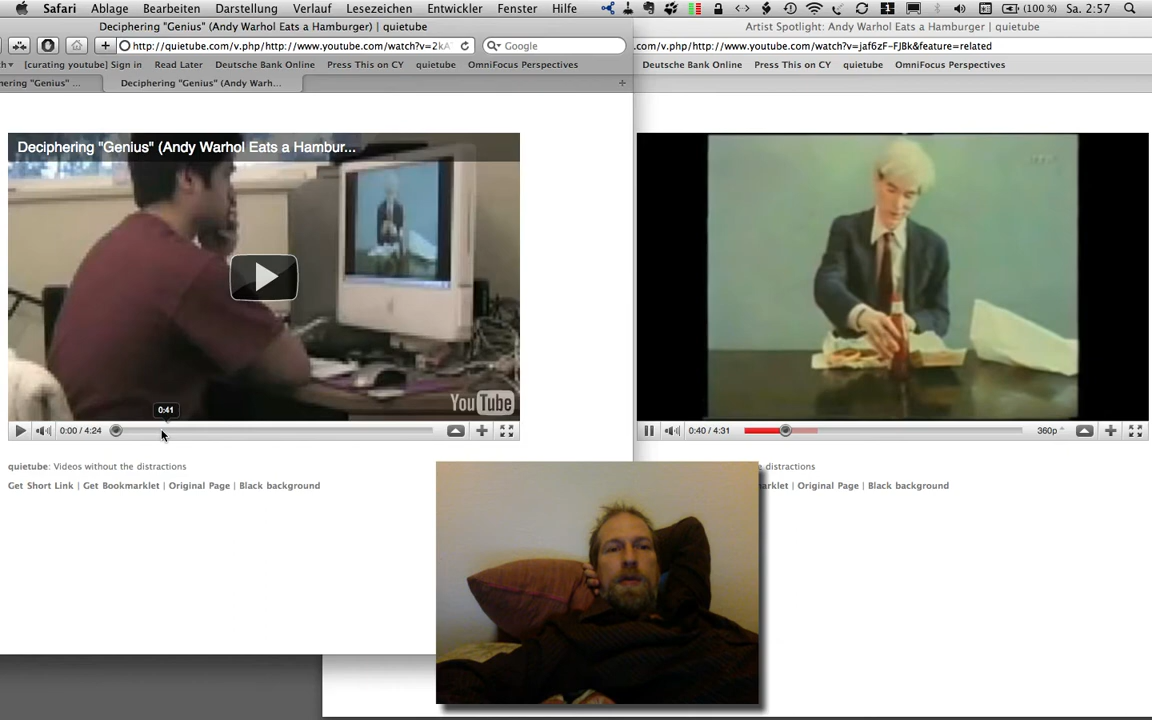 Safari Ablage Bearbeiten Darstellung Verlauf Lesezeichen Entwickler Fenster Hilfe (100 %) Sa. 2:57
Deciphering "Genius" (Andy Warhol Eats a Hamburger) | quietube
Artist Spotlight: Andy Warhol Eats a Hamburger | quietube
http://quietube.com/v.php/http://www.youtube.com/watch?v=2kA
Google
.com/v.php/http://www.youtube.com/watch?v=jaf6zF-FJBk&feature=related
[curating youtube] Sign in Read Later Deutsche Bank Online Press This on CY quietube OmniFocus Perspectives
Deutsche Bank Online Press This on CY quietube OmniFocus Perspectives
hering "Genius" ... Deciphering "Genius" (Andy Warh...
Deciphering "Genius" (Andy Warhol Eats a Hambur...
YouTube
0:41
0:00 / 4:24
0:40 / 4:31
360p
quietube: Videos without the distractions
e distractions
Get Short Link | Get Bookmarklet | Original Page | Black background
marklet | Original Page | Black background